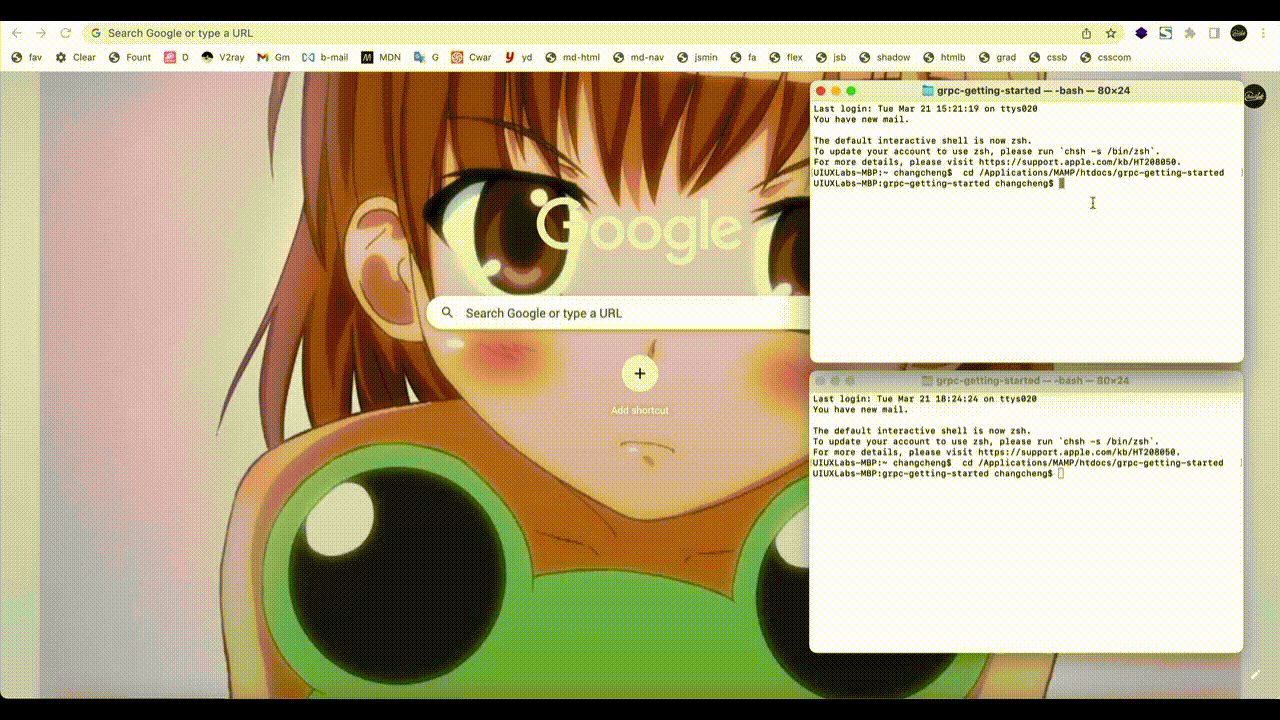 Search Google or type a URL
fav Clear Fount D V2ray Gm b-mail MDN G Cwar yd md-html md-nav jsmin fa flex jsb shadow htmlb grad cssb csscom
grpc-getting-started — -bash — 80×24
Last login: Tue Mar 21 15:21:19 on ttys020
You have new mail.
The default interactive shell is now zsh.
To update your account to use zsh, please run `chsh -s /bin/zsh`.
For more details, please visit https://support.apple.com/kb/HT208050.
UIUXLabs-MBP:~ changcheng$ cd /Applications/MAMP/htdocs/grpc-getting-started
UIUXLabs-MBP:grpc-getting-started changcheng$
Google
Search Google or type a URL
Add shortcut
grpc-getting-started — -bash — 80×24
Last login: Tue Mar 21 18:24:24 on ttys020
You have new mail.
The default interactive shell is now zsh.
To update your account to use zsh, please run `chsh -s /bin/zsh`.
For more details, please visit https://support.apple.com/kb/HT208050.
UIUXLabs-MBP:~ changcheng$ cd /Applications/MAMP/htdocs/grpc-getting-started
UIUXLabs-MBP:grpc-getting-started changcheng$